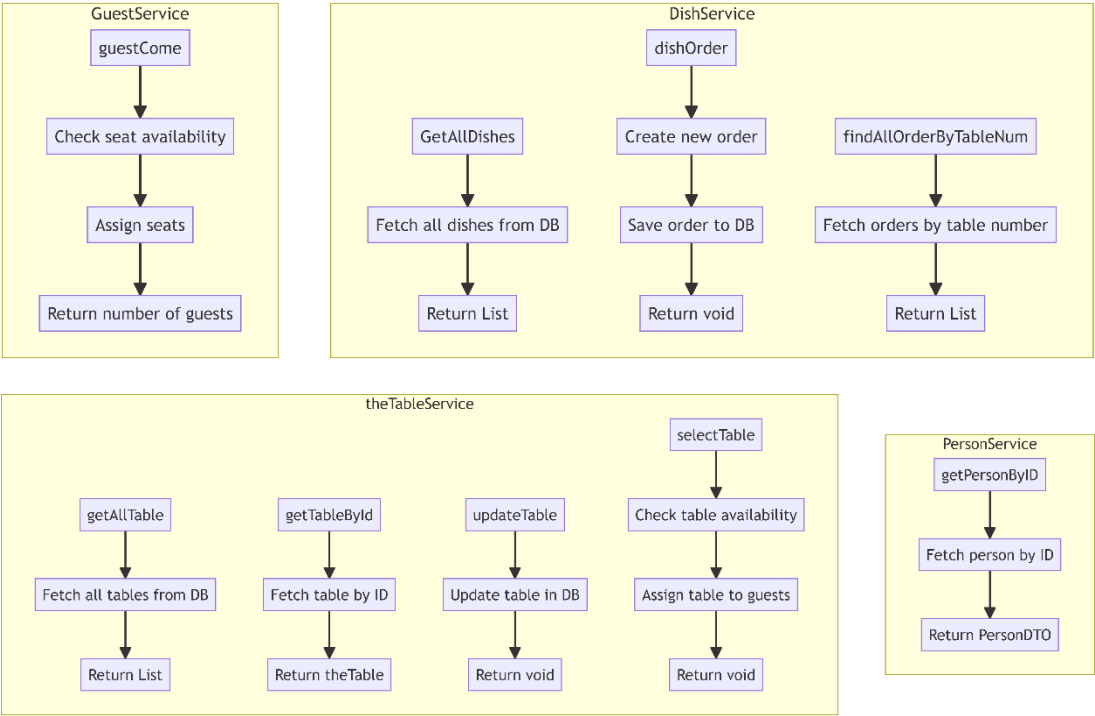 GuestService
guestCome
Check seat availability
Assign seats
Return number of guests
DishService
GetAllDishes
Fetch all dishes from DB
Return List
dishOrder
Create new order
Save order to DB
Return void
findAllOrderByTableNum
Fetch orders by table number
Return List
theTableService
getAllTable
Fetch all tables from DB
Return List
getTableById
Fetch table by ID
Return theTable
updateTable
Update table in DB
Return void
selectTable
Check table availability
Assign table to guests
Return void
PersonService
getPersonByID
Fetch person by ID
Return PersonDTO